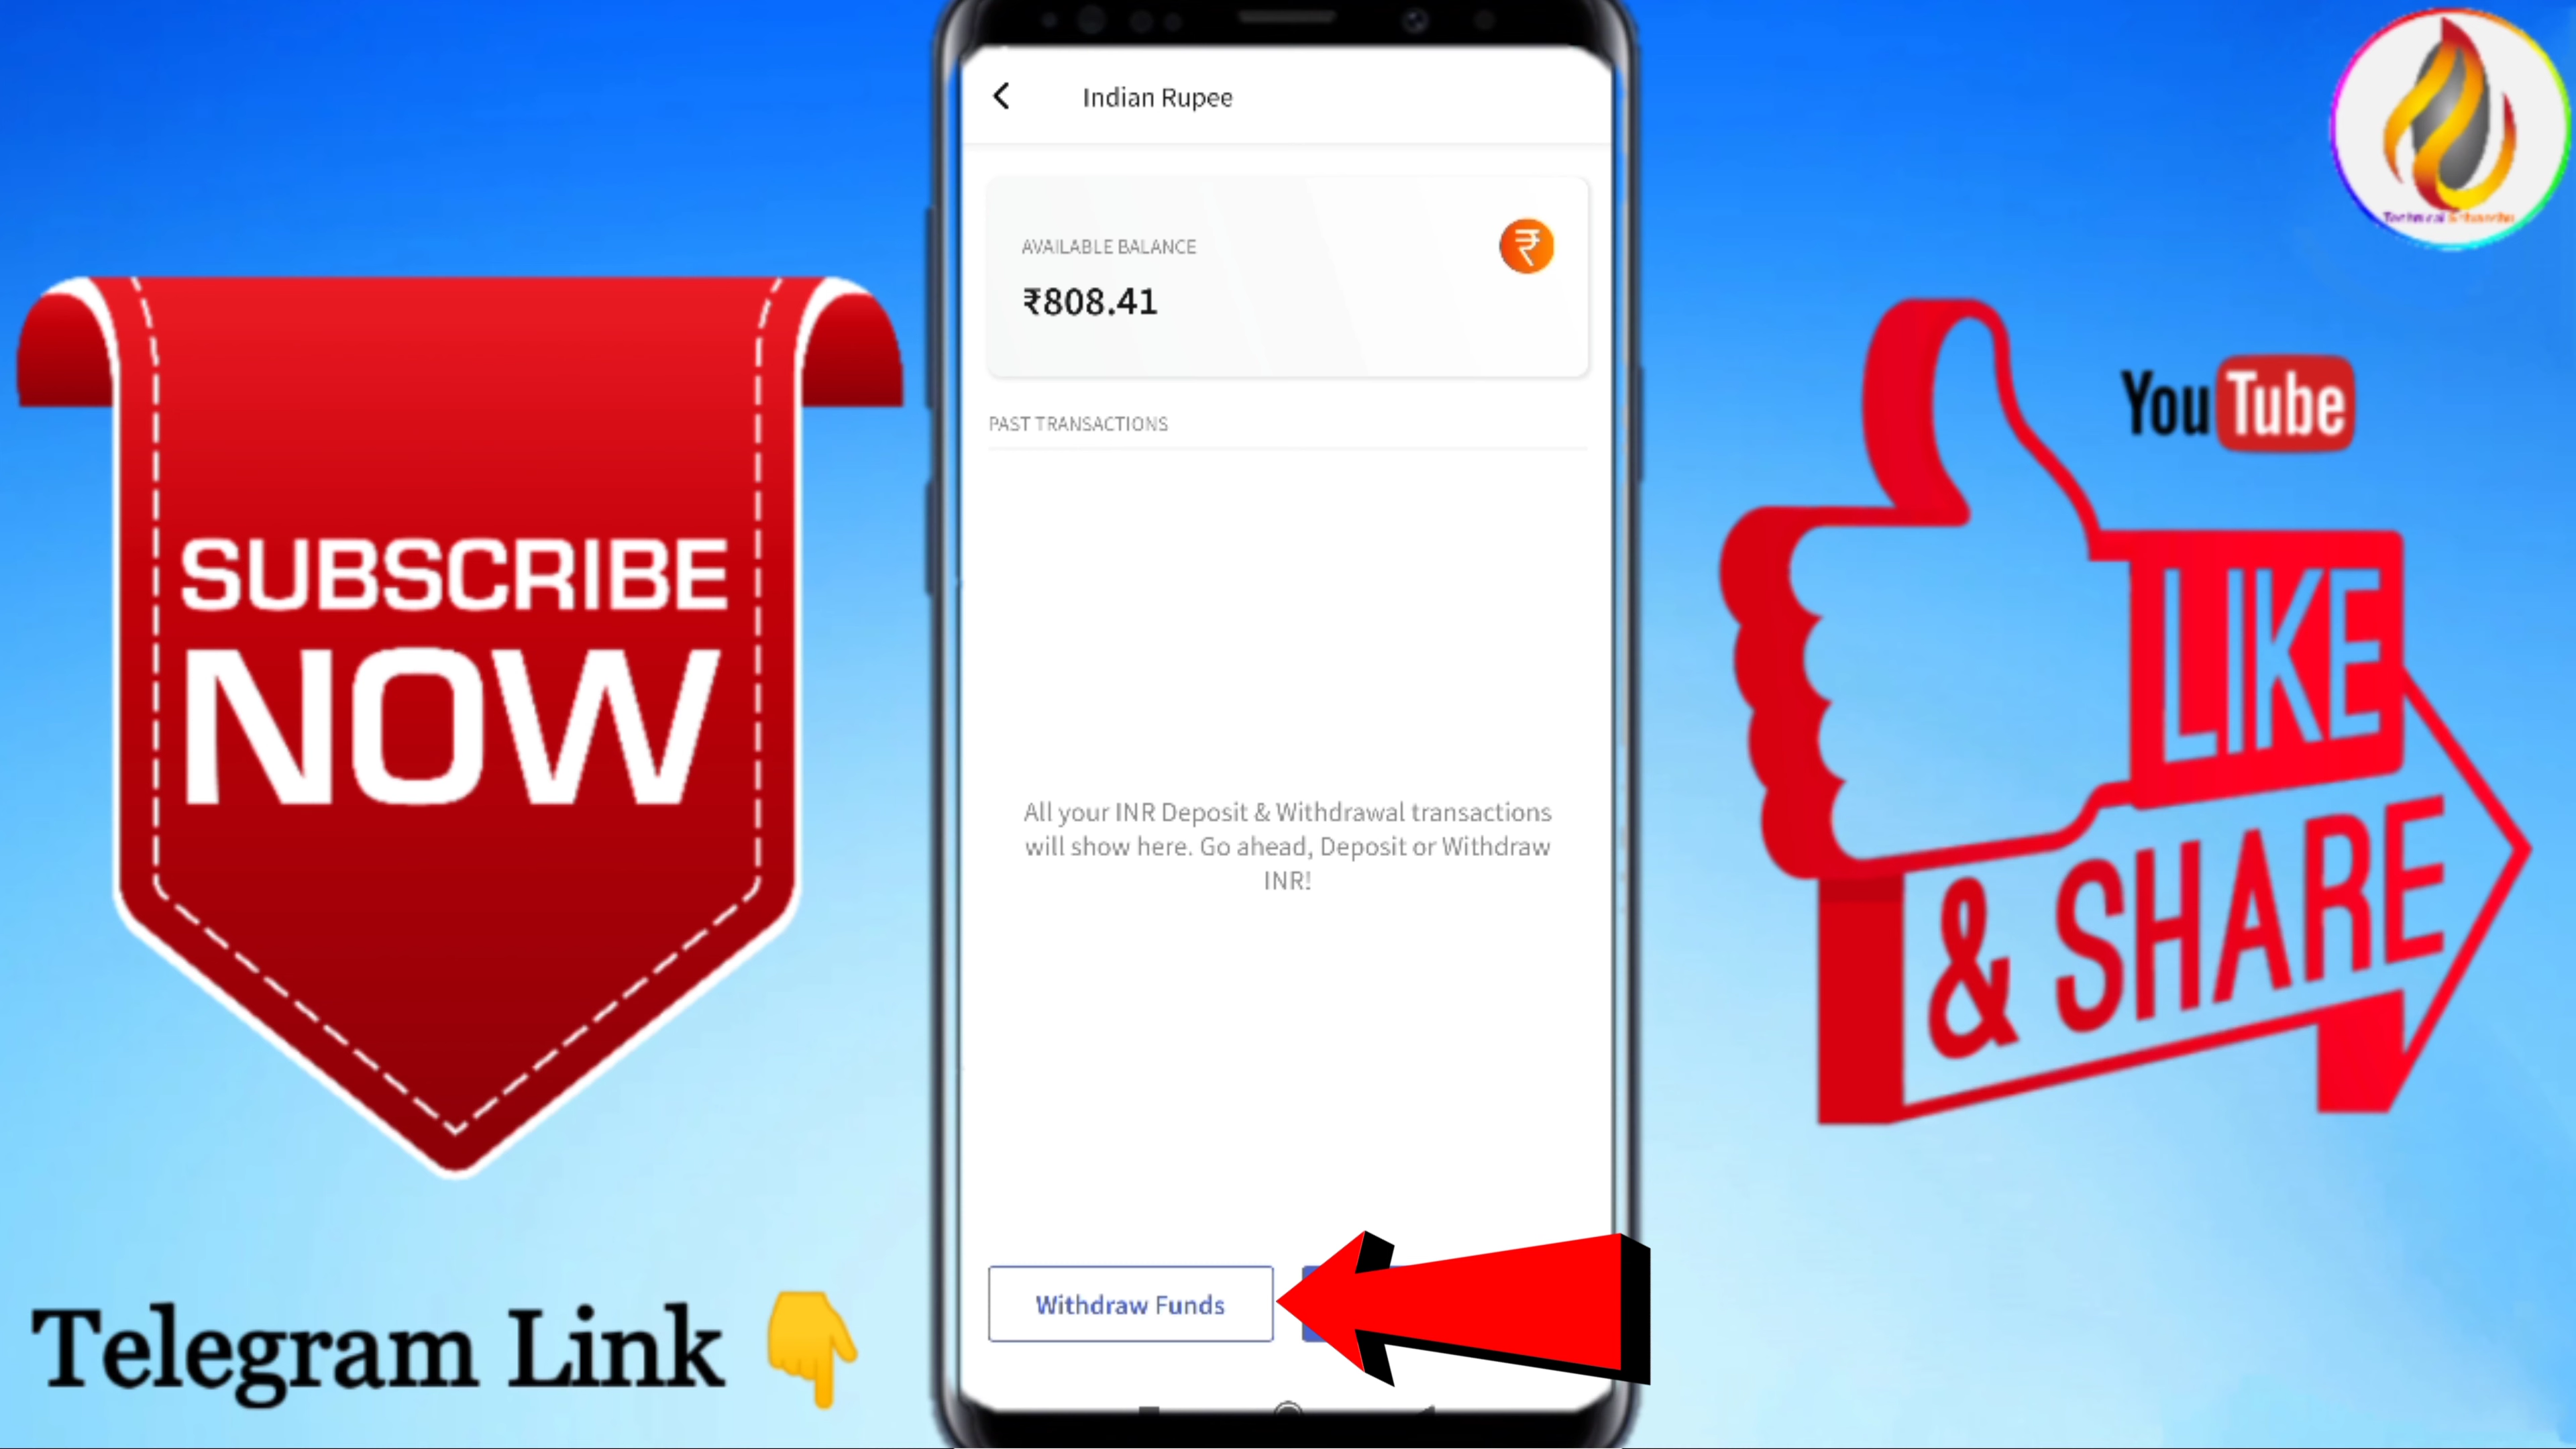 Indian Rupee
AVAILABLE BALANCE
₹808.41
PAST TRANSACTIONS
All your INR Deposit & Withdrawal transactions
will show here. Go ahead, Deposit or Withdraw
INR!
Withdraw Funds
SUBSCRIBE
NOW
Telegram Link
YouTube
LIKE
& SHARE
Technical